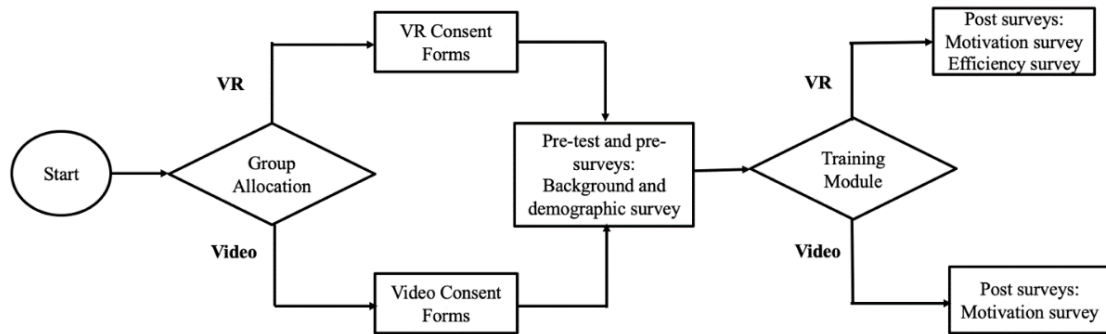 Start
Group
Allocation
VR
Video
VR Consent
Forms
Video Consent
Forms
Pre-test and pre-
surveys:
Background and
demographic survey
Training
Module
VR
Video
Post surveys:
Motivation survey
Efficiency survey
Post surveys:
Motivation survey